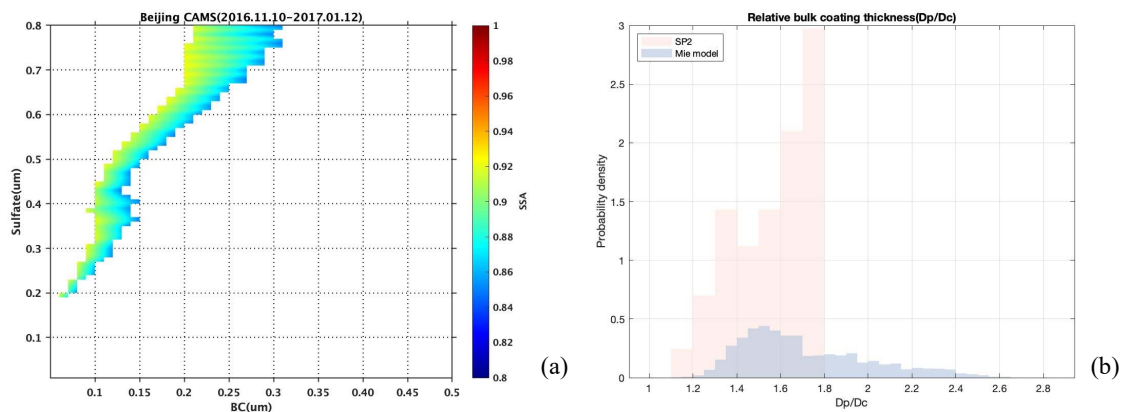 Beijing CAMS(2016.11.10-2017.01.12)
0.8
0.7
0.6
0.5
0.4
0.3
0.2
0.1
Sulfate(um)
0.1 0.15 0.2 0.25 0.3 0.35 0.4 0.45 0.5
BC(um)
1
0.98
0.96
0.94
0.92
0.9
0.88
0.86
0.84
0.82
0.8
SSA
(a)
Relative bulk coating thickness(Dp/Dc)
SP2
Mie model
3
2.5
2
1.5
1
0.5
0
Probability density
1 1.2 1.4 1.6 1.8 2 2.2 2.4 2.6 2.8
Dp/Dc
(b)